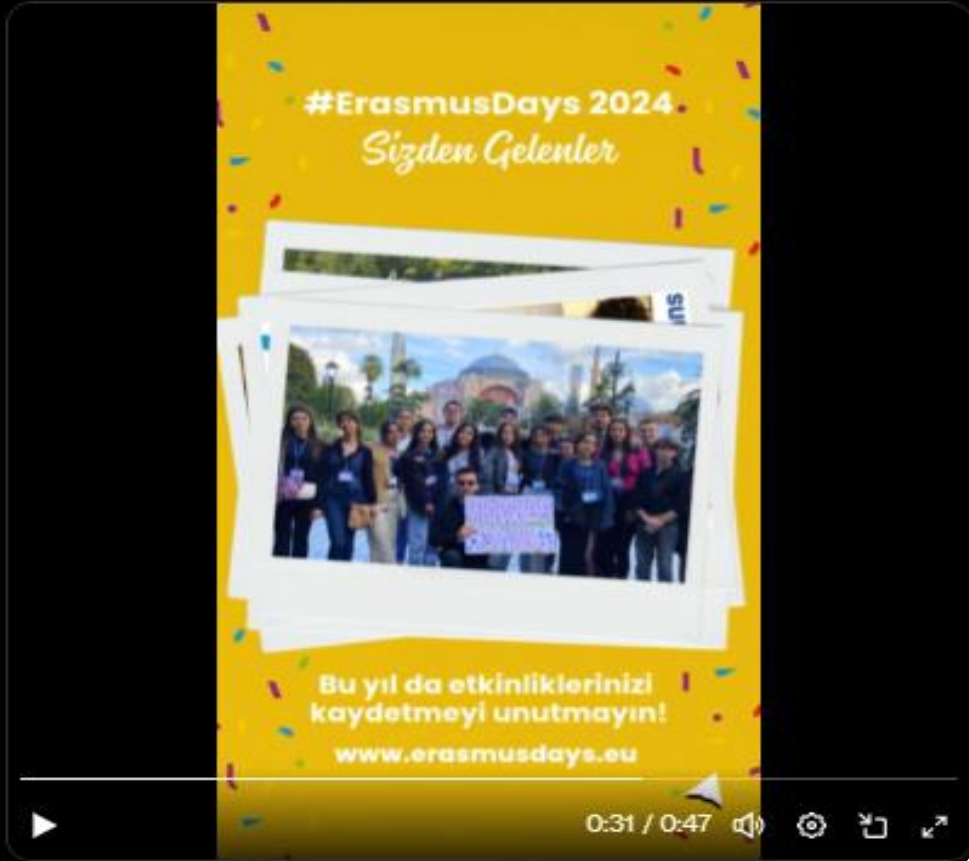 #ErasmusDays 2024
Sizden Gelenler
Bu yıl da etkinliklerinizi
kaydetmeyi unutmayın!
www.erasmusdays.eu
0:31 / 0:47